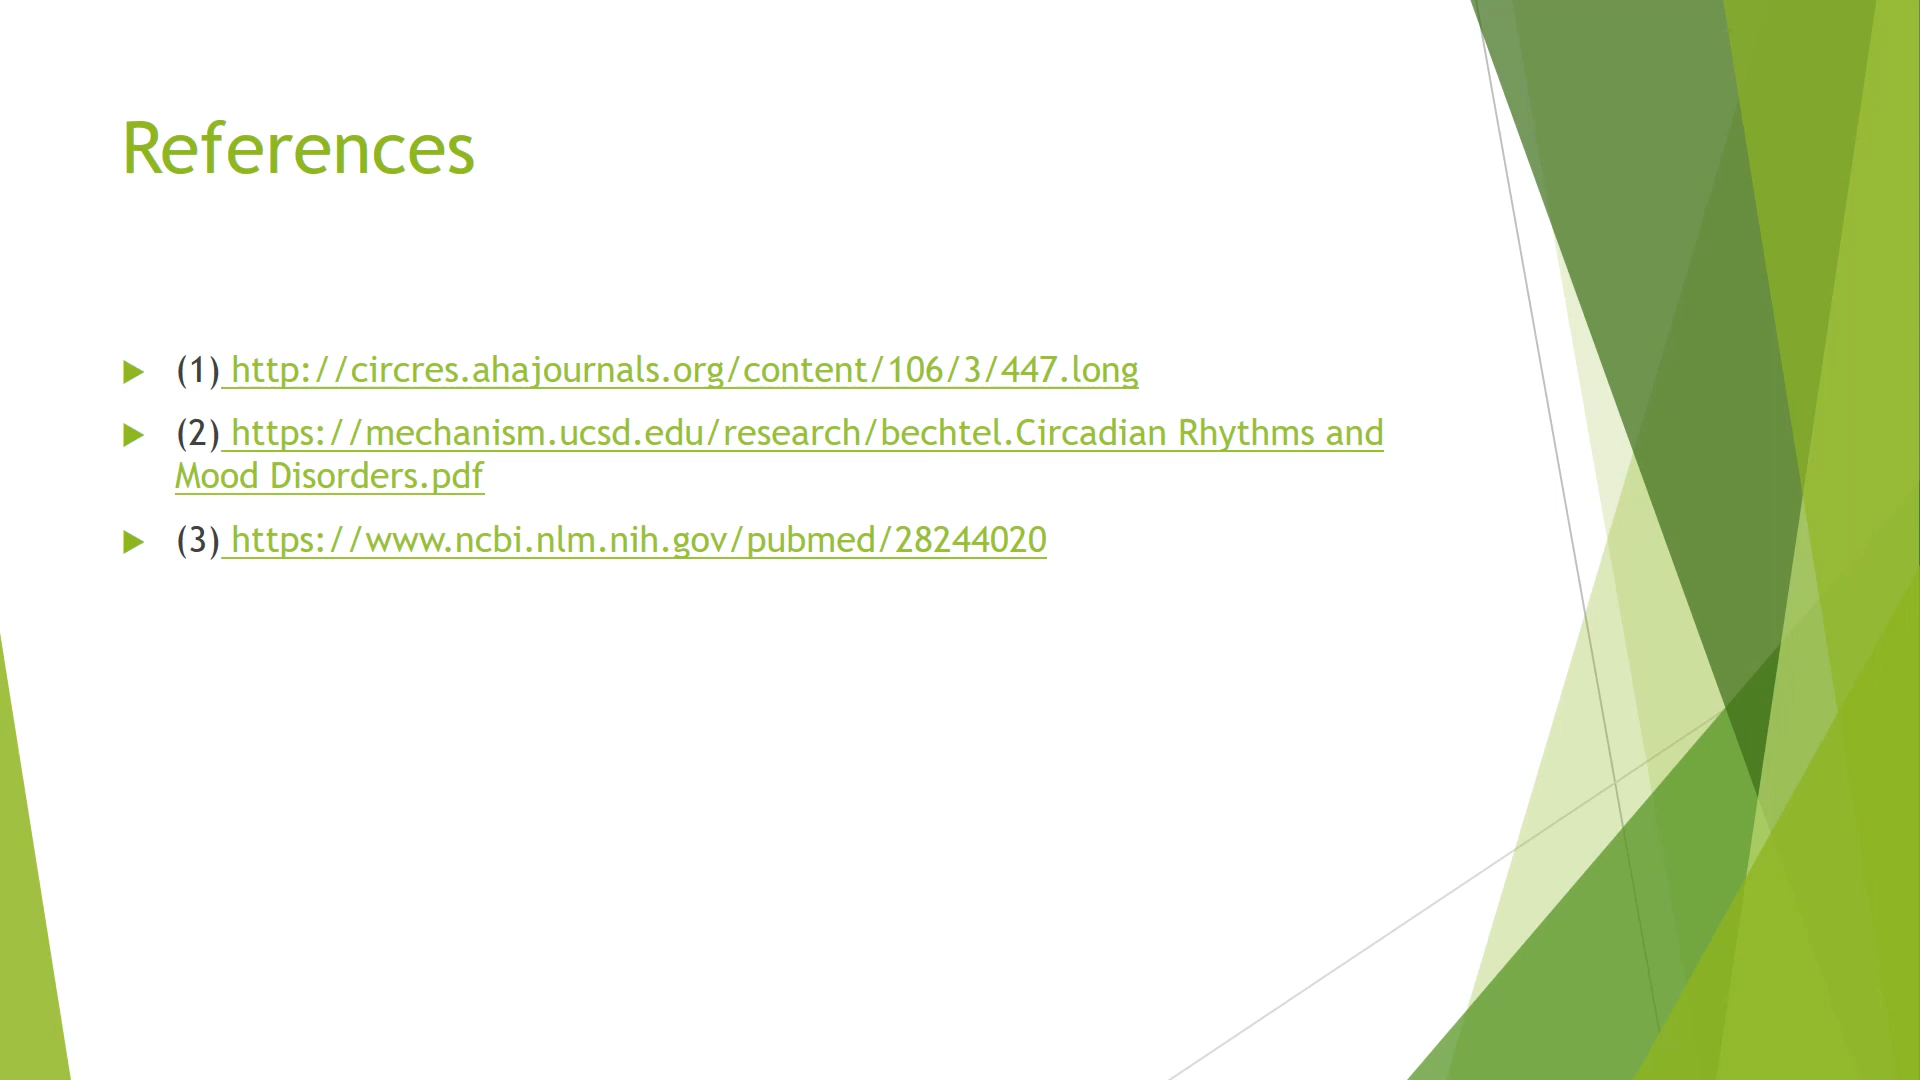 References
(1) http://circres.ahajournals.org/content/106/3/447.long
(2) https://mechanism.ucsd.edu/research/bechtel.Circadian Rhythms and
Mood Disorders.pdf
(3) https://www.ncbi.nlm.nih.gov/pubmed/28244020